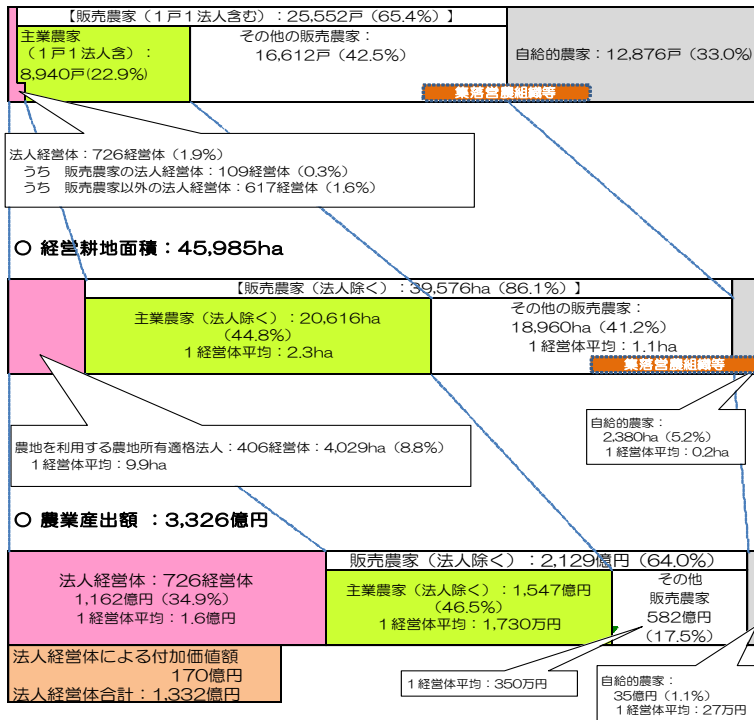 【販売農家（１戸１法人含む）：25,552戸（65.4%）】
主業農家
（１戸１法人含）：
8,940戸(22.9%)
その他の販売農家：
16,612戸（42.5%）
自給的農家：12,876戸（33.0%）
集落営農組織等
法人経営体：726経営体（1.9%）
うち　販売農家の法人経営体：109経営体（0.3%）
うち　販売農家以外の法人経営体：617経営体（1.6%）
○ 経営耕地面積：45,985ha
【販売農家（法人除く）：39,576ha（86.1%）】
主業農家（法人除く）：20,616ha
（44.8%）
１経営体平均：2.3ha
その他の販売農家：
18,960ha（41.2%）
１経営体平均：1.1ha
集落営農組織等
農地を利用する農地所有適格法人：406経営体：4,029ha（8.8%）
１経営体平均：9.9ha
自給的農家：
2,380ha（5.2%）
１経営体平均：0.2ha
○ 農業産出額 ：3,326億円
販売農家（法人除く）：2,129億円（64.0%）
法人経営体：726経営体
1,162億円（34.9%）
１経営体平均：1.6億円
主業農家（法人除く）：1,547億円
（46.5%）
１経営体平均：1,730万円
その他
販売農家
582億円
（17.5%）
法人経営体による付加価値額
170億円
法人経営体合計：1,332億円
１経営体平均：350万円
自給的農家：
35億円（1.1%）
１経営体平均：27万円